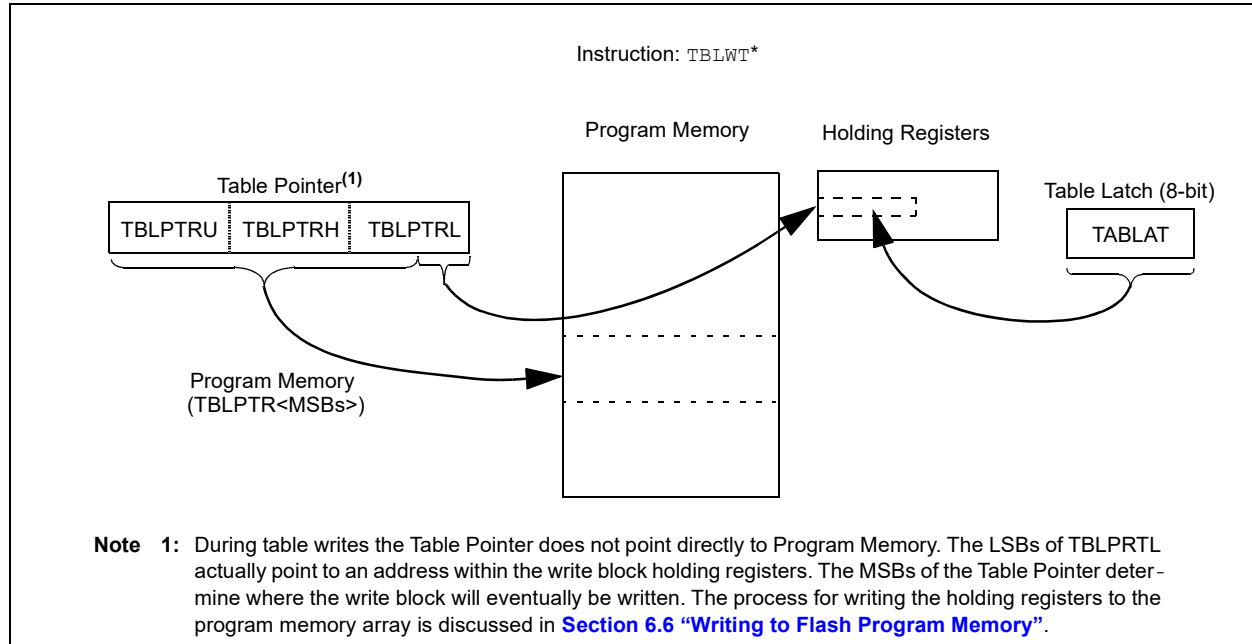 Instruction: TBLWT*
Program Memory
Holding Registers
Table Pointer(1)
Table Latch (8-bit)
TBLPTRU
TBLPTRH
TBLPTRL
TABLAT
Program Memory
(TBLPTR<MSBs>)
Note 1: During table writes the Table Pointer does not point directly to Program Memory. The LSBs of TBLPRTL
actually point to an address within the write block holding registers. The MSBs of the Table Pointer deter-
mine where the write block will eventually be written. The process for writing the holding registers to the
program memory array is discussed in Section 6.6 “Writing to Flash Program Memory”.